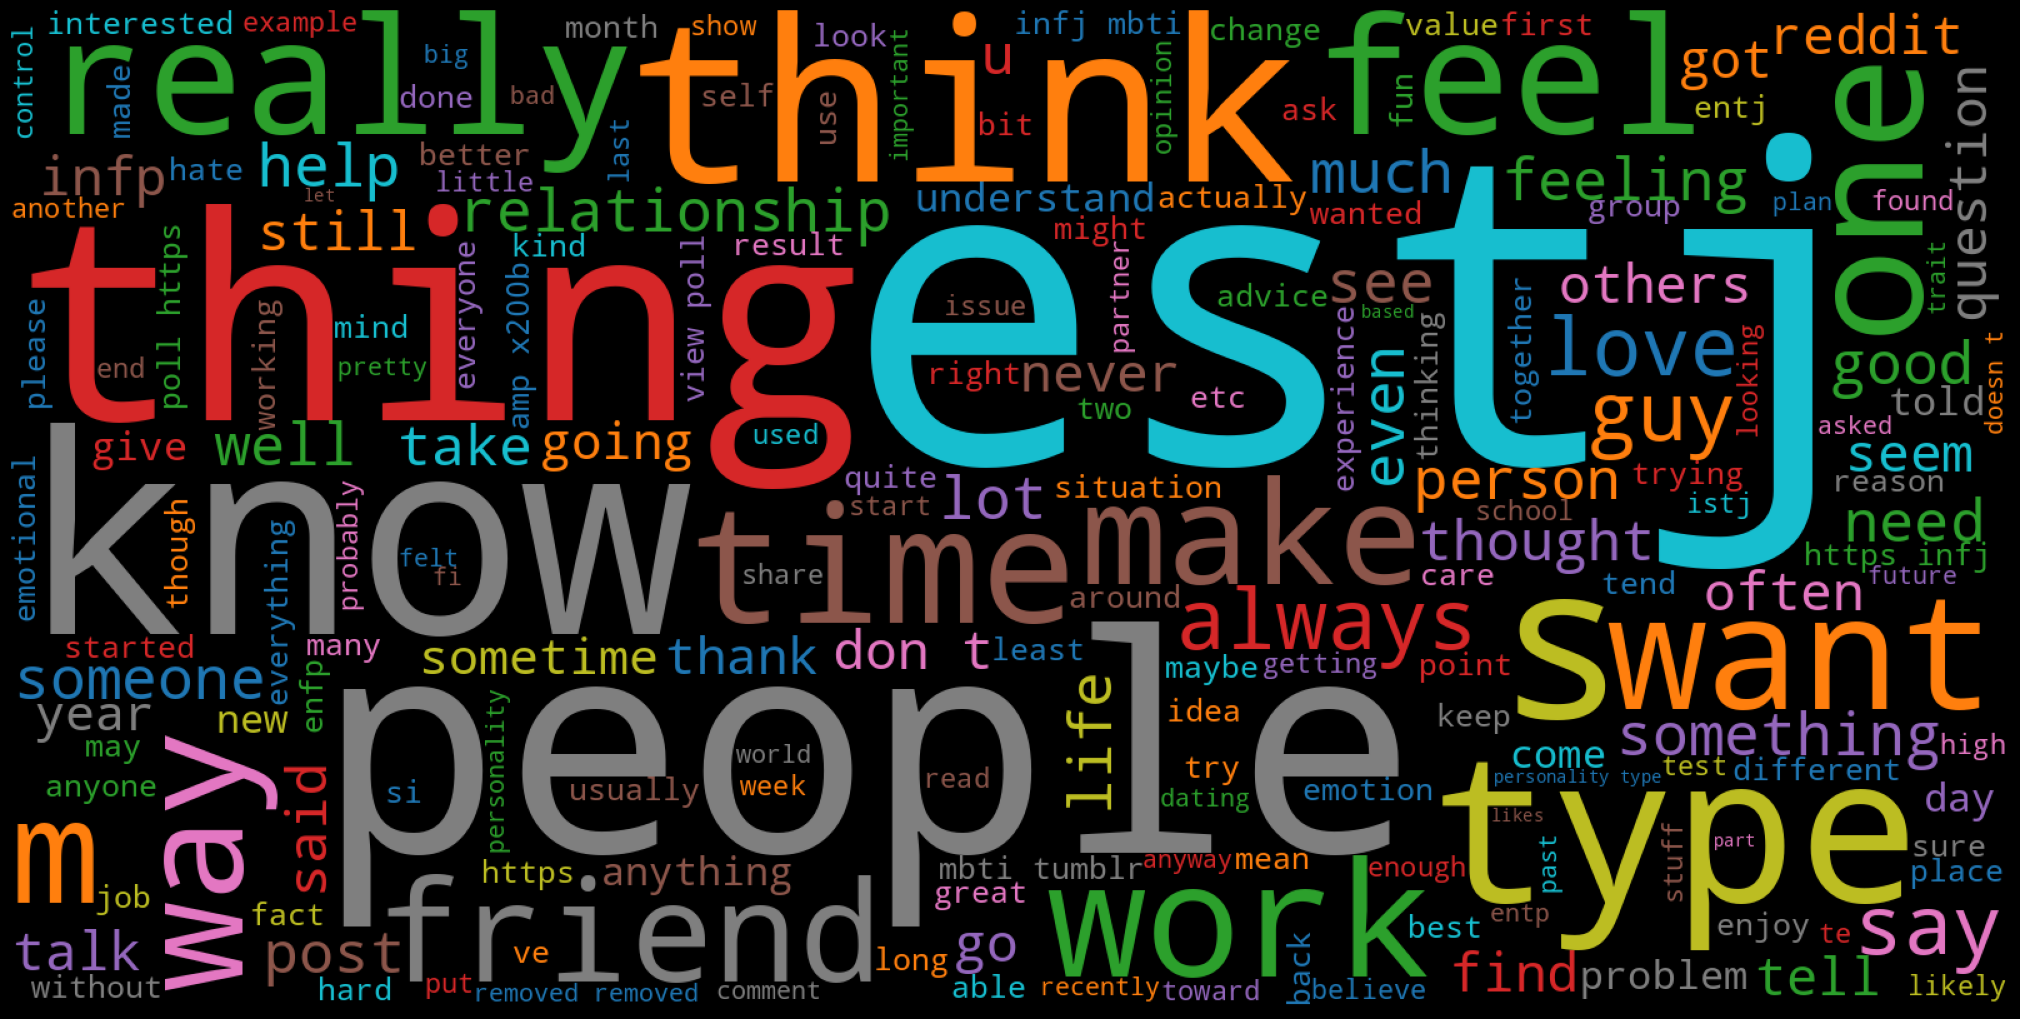 interested
example
month
show
look
infj mbti
change
value
first
reddit
control
made
big
really
done
bad
think
self
use
important
u
bit
opinion
ask
fun
feel
got
entj
one
question
infp
hate
help
better
little
last
let
another
still
relationship
understand
actually
much
wanted
feeling
group
plan
found
trait
please
poll https
thing
kind
mind
pretty
everyone
amp x200b
view poll
result
issue
might
partner
estj
advice
see
based
others
together
love
looking
good
told
doesn t
end
working
right
never
two
etc
experience
even
thinking
guy
asked
give
well
take
going
used
quite
start
lot
situation
person
trying
istj
school
seem
reason
need
emotional
know
though
everything
probably
felt
fi
time
share
make
around
thought
care
tend
https infj
future
often
started
many
someone
sometime
thank
don t
least
always
maybe
getting
point
s
want
year
new
enfp
may
anyone
way
said
si
people
personality
usually
world
week
read
life
idea
try
dating
emotion
keep
come
something
high
personality type
test
different
day
m
job
fact
talk
without
post
https
anything
friend
hard
ve
put
removed removed
mbti tumblr
anyway
mean
great
go
long
comment
able
work
recently
toward
back
believe
enough
best
type
likes
past
stuff
part
entp
enjoy
te
sure
place
say
find
problem
tell
likely